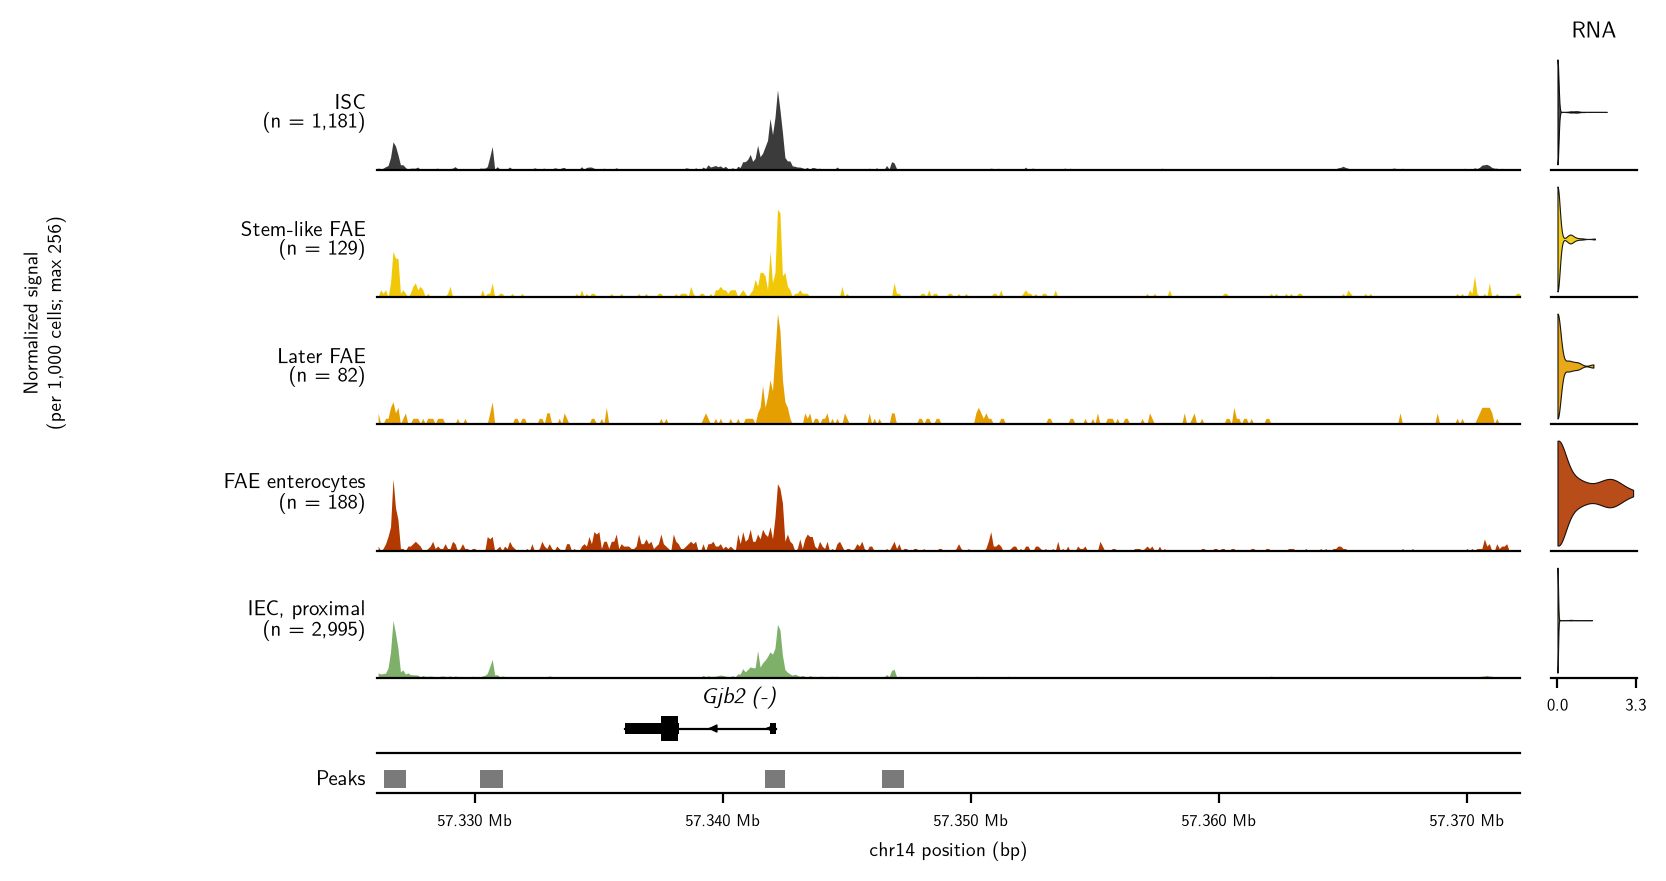 RNA
ISC
(n = 1,181)
Stem-like FAE
(n = 129)
Normalized signal
(per 1,000 cells; max 256)
Later FAE
(n = 82)
FAE enterocytes
(n = 188)
IEC, proximal
(n = 2,995)
Gjb2 (-)
0.0 3.3
Peaks
57.330 Mb 57.340 Mb 57.350 Mb 57.360 Mb 57.370 Mb
chr14 position (bp)